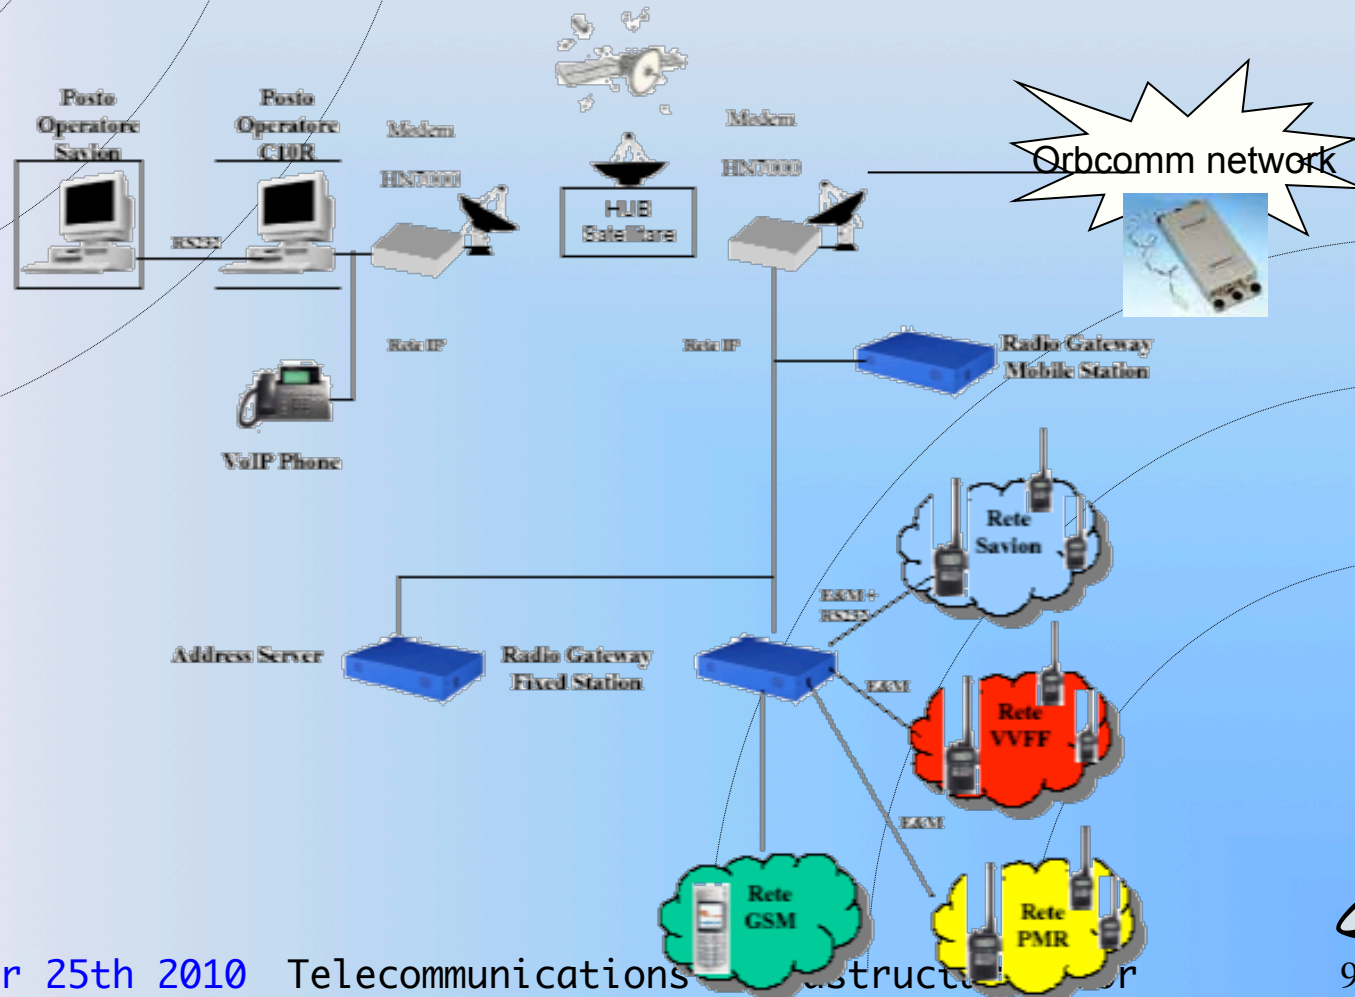 Posto
Operatore
Savion
Posto
Operatore
C10R
Modem
HN7000
HUB
Satellitare
Modem
HN7000
Orbcomm network
RS232
Rete IP
Rete IP
VoIP Phone
Radio Gateway
Mobile Station
Rete
Savion
E&M +
RS232
Address Server
Radio Gateway
Fixed Station
E&M
Rete
VVFF
E&M
Rete
GSM
Rete
PMR
r 25th 2010 Telecommunications
9